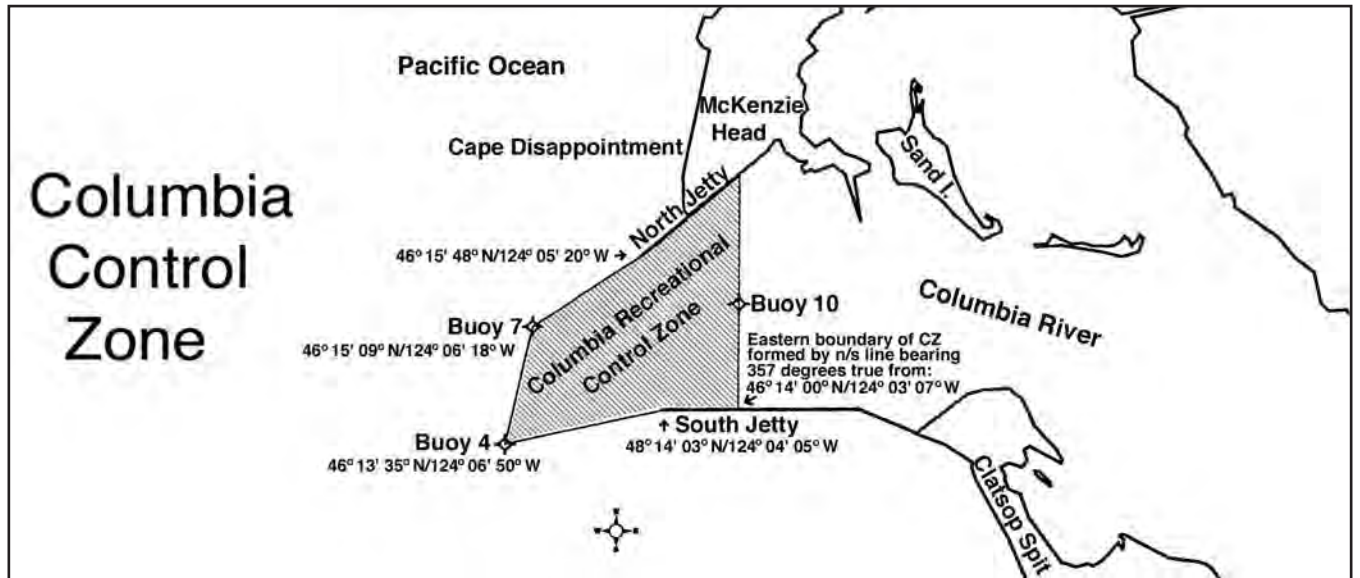 Columbia
Control
Zone
Pacific Ocean
Cape Disappointment
McKenzie
Head
Sand I.
North Jetty
46° 15' 48" N/124° 05' 20" W
Columbia Recreational
Control Zone
Buoy 7
46° 15' 09" N/124° 06' 18" W
Buoy 10
Columbia River
Eastern boundary of CZ
formed by n/s line bearing
357 degrees true from:
46° 14' 00" N/124° 03' 07" W
Buoy 4
46° 13' 35" N/124° 06' 50" W
South Jetty
48° 14' 03" N/124° 04' 05" W
Clatsop Spit